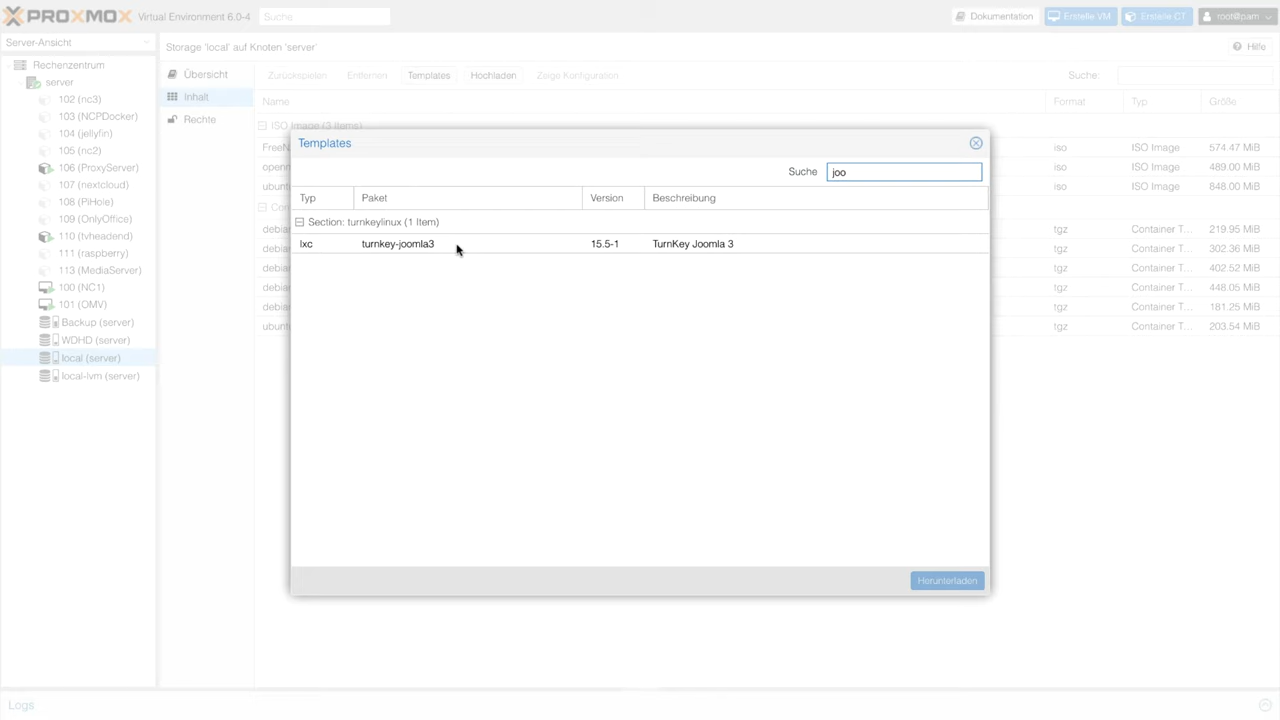 PROXMOX Virtual Environment 6.0-4 Suche Dokumentation Erstelle VM Erstelle CT root@pam
Server-Ansicht
Storage 'local' auf Knoten 'server' Hilfe
Rechenzentrum
server
102 (nc3)
103 (NCPDocker)
104 (jellyfin)
105 (nc2)
106 (ProxyServer)
107 (nextcloud)
108 (PiHole)
109 (OnlyOffice)
110 (tvheadend)
111 (raspberry)
113 (MediaServer)
100 (NC1)
101 (OMV)
Backup (server)
WDHD (server)
local (server)
local-lvm (server)
Übersicht
Inhalt
Rechte
Zurückspielen Entfernen Templates Hochladen Zeige Konfiguration Suche:
Name Format Typ Größe
ISO Image (3 Items)
iso ISO Image 574.47 MiB
iso ISO Image 489.00 MiB
iso ISO Image 848.00 MiB
tgz Container T... 219.95 MiB
tgz Container T... 302.36 MiB
tgz Container T... 402.52 MiB
tgz Container T... 448.05 MiB
tgz Container T... 181.25 MiB
tgz Container T... 203.54 MiB
Templates
Suche joo
Typ Paket Version Beschreibung
Section: turnkeylinux (1 Item)
lxc turnkey-joomla3 15.5-1 TurnKey Joomla 3
Herunterladen
Logs